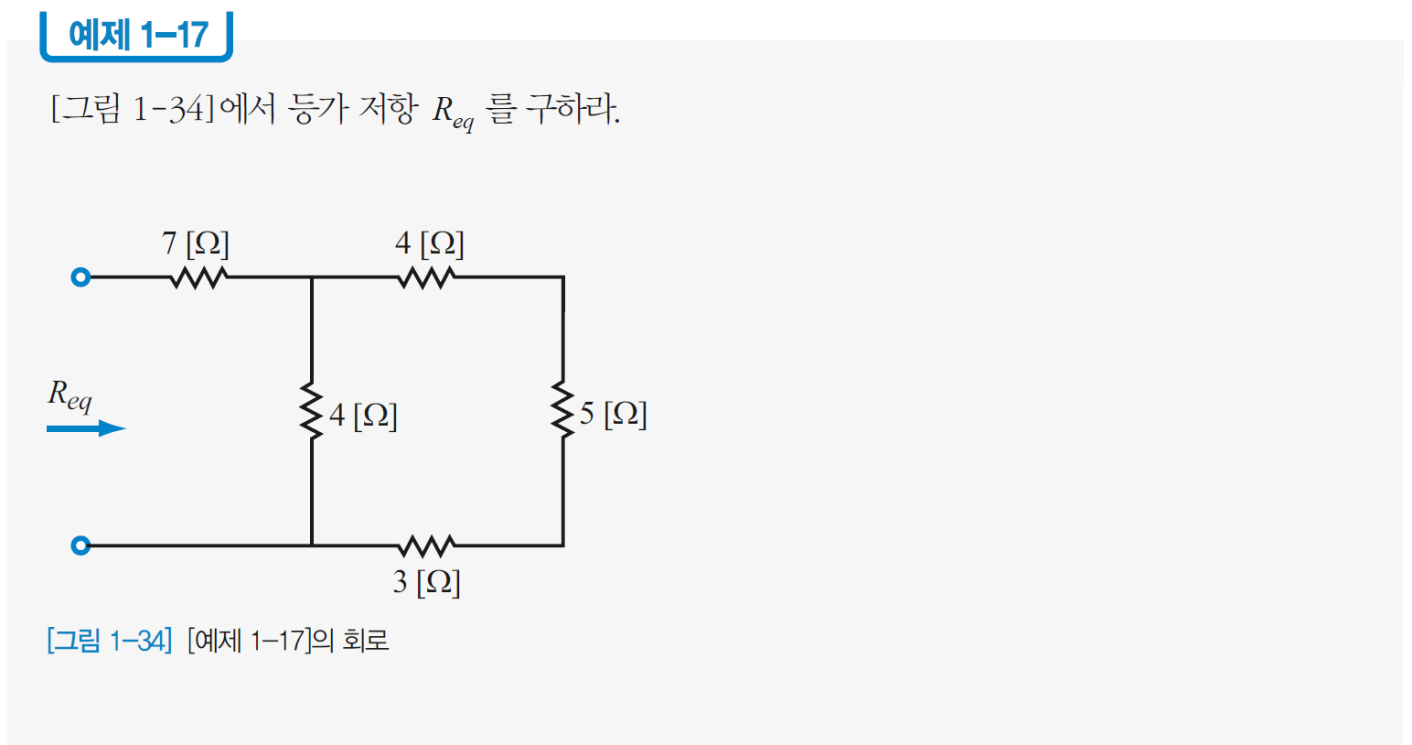 예제 1-17
[그림 1-34]에서 등가 저항 Req 를 구하라.
7 [Ω]
4 [Ω]
Req
4 [Ω]
5 [Ω]
3 [Ω]
[그림 1-34] [예제 1-17]의 회로